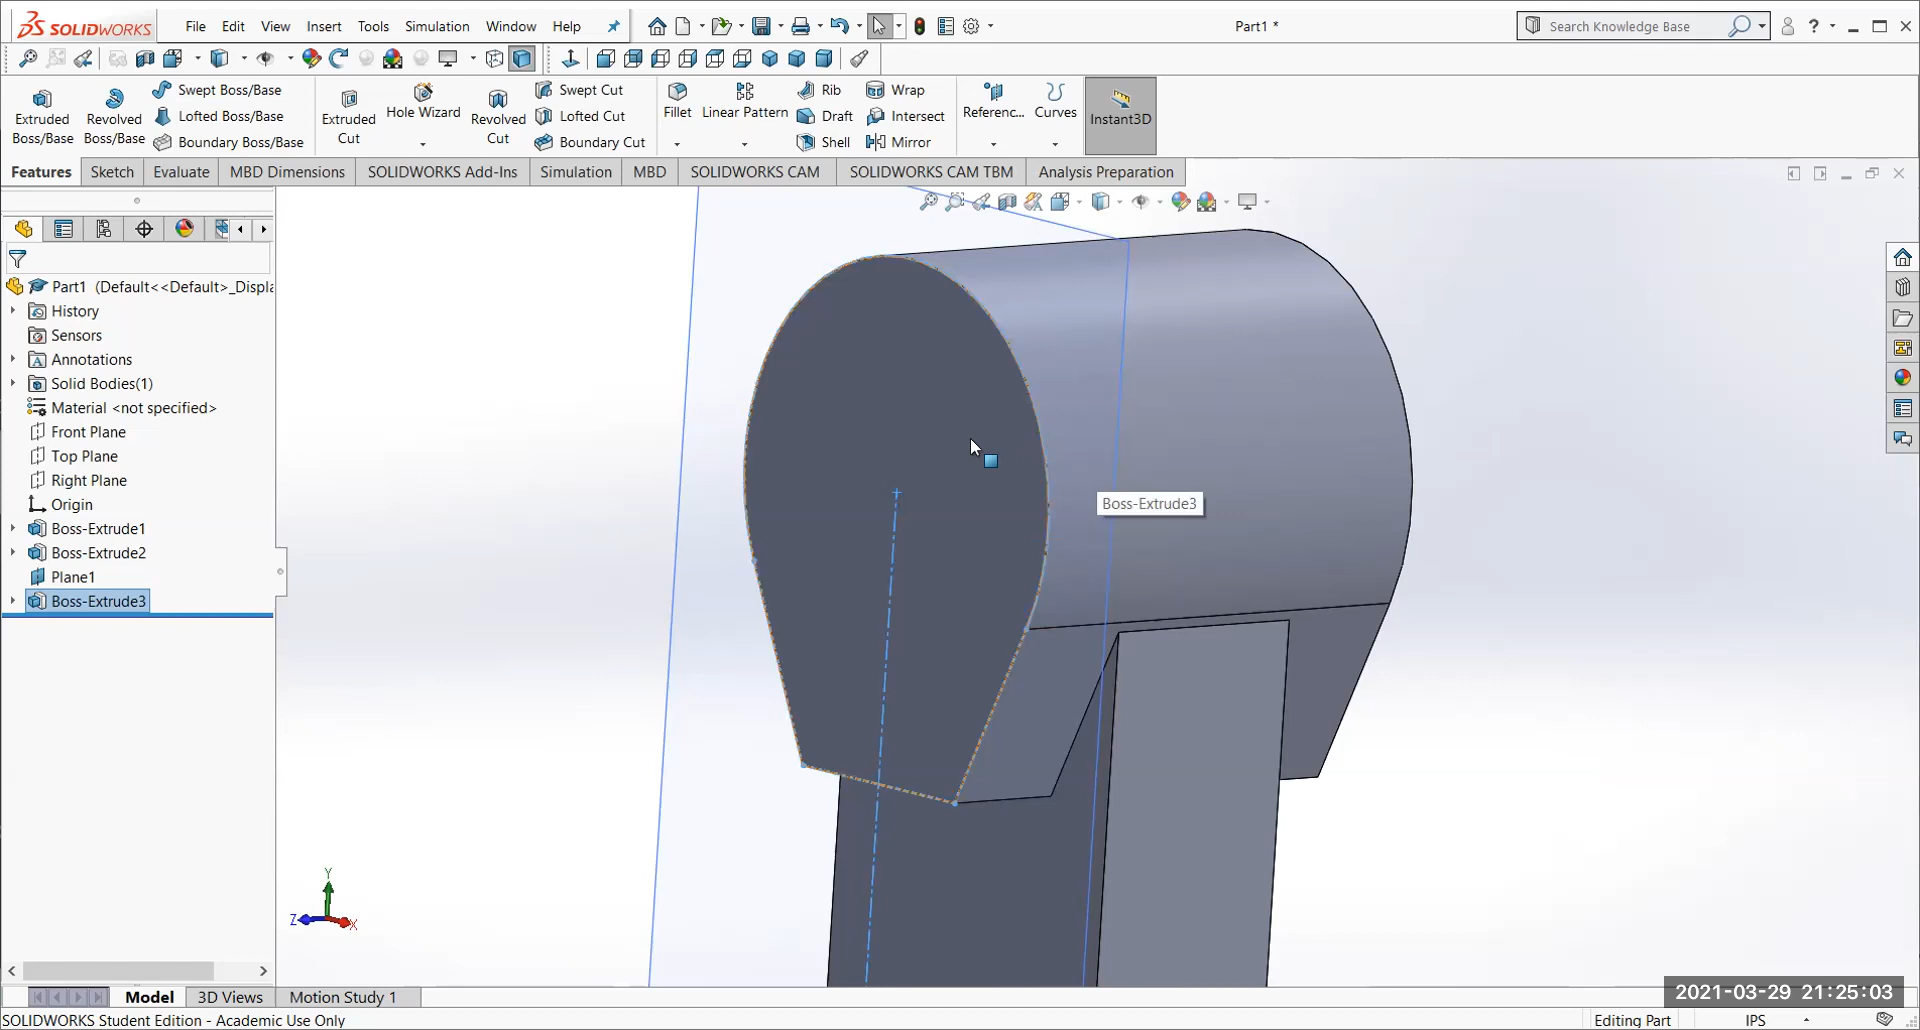 SOLIDWORKS File Edit View Insert Tools Simulation Window Help Part1 * Search Knowledge Base ?
Extruded Boss/Base
Revolved Boss/Base
Swept Boss/Base
Lofted Boss/Base
Boundary Boss/Base
Extruded Cut
Hole Wizard
Revolved Cut
Swept Cut
Lofted Cut
Boundary Cut
Fillet
Linear Pattern
Rib
Draft
Shell
Wrap
Intersect
Mirror
Referenc...
Curves
Instant3D
Features Sketch Evaluate MBD Dimensions SOLIDWORKS Add-Ins Simulation MBD SOLIDWORKS CAM SOLIDWORKS CAM TBM Analysis Preparation
Part1 (Default<<Default>_Displa
History
Sensors
Annotations
Solid Bodies(1)
Material <not specified>
Front Plane
Top Plane
Right Plane
Origin
Boss-Extrude1
Boss-Extrude2
Plane1
Boss-Extrude3
Boss-Extrude3
Y
Z
X
Model 3D Views Motion Study 1
2021-03-29 21:25:03
SOLIDWORKS Student Edition - Academic Use Only Editing Part IPS